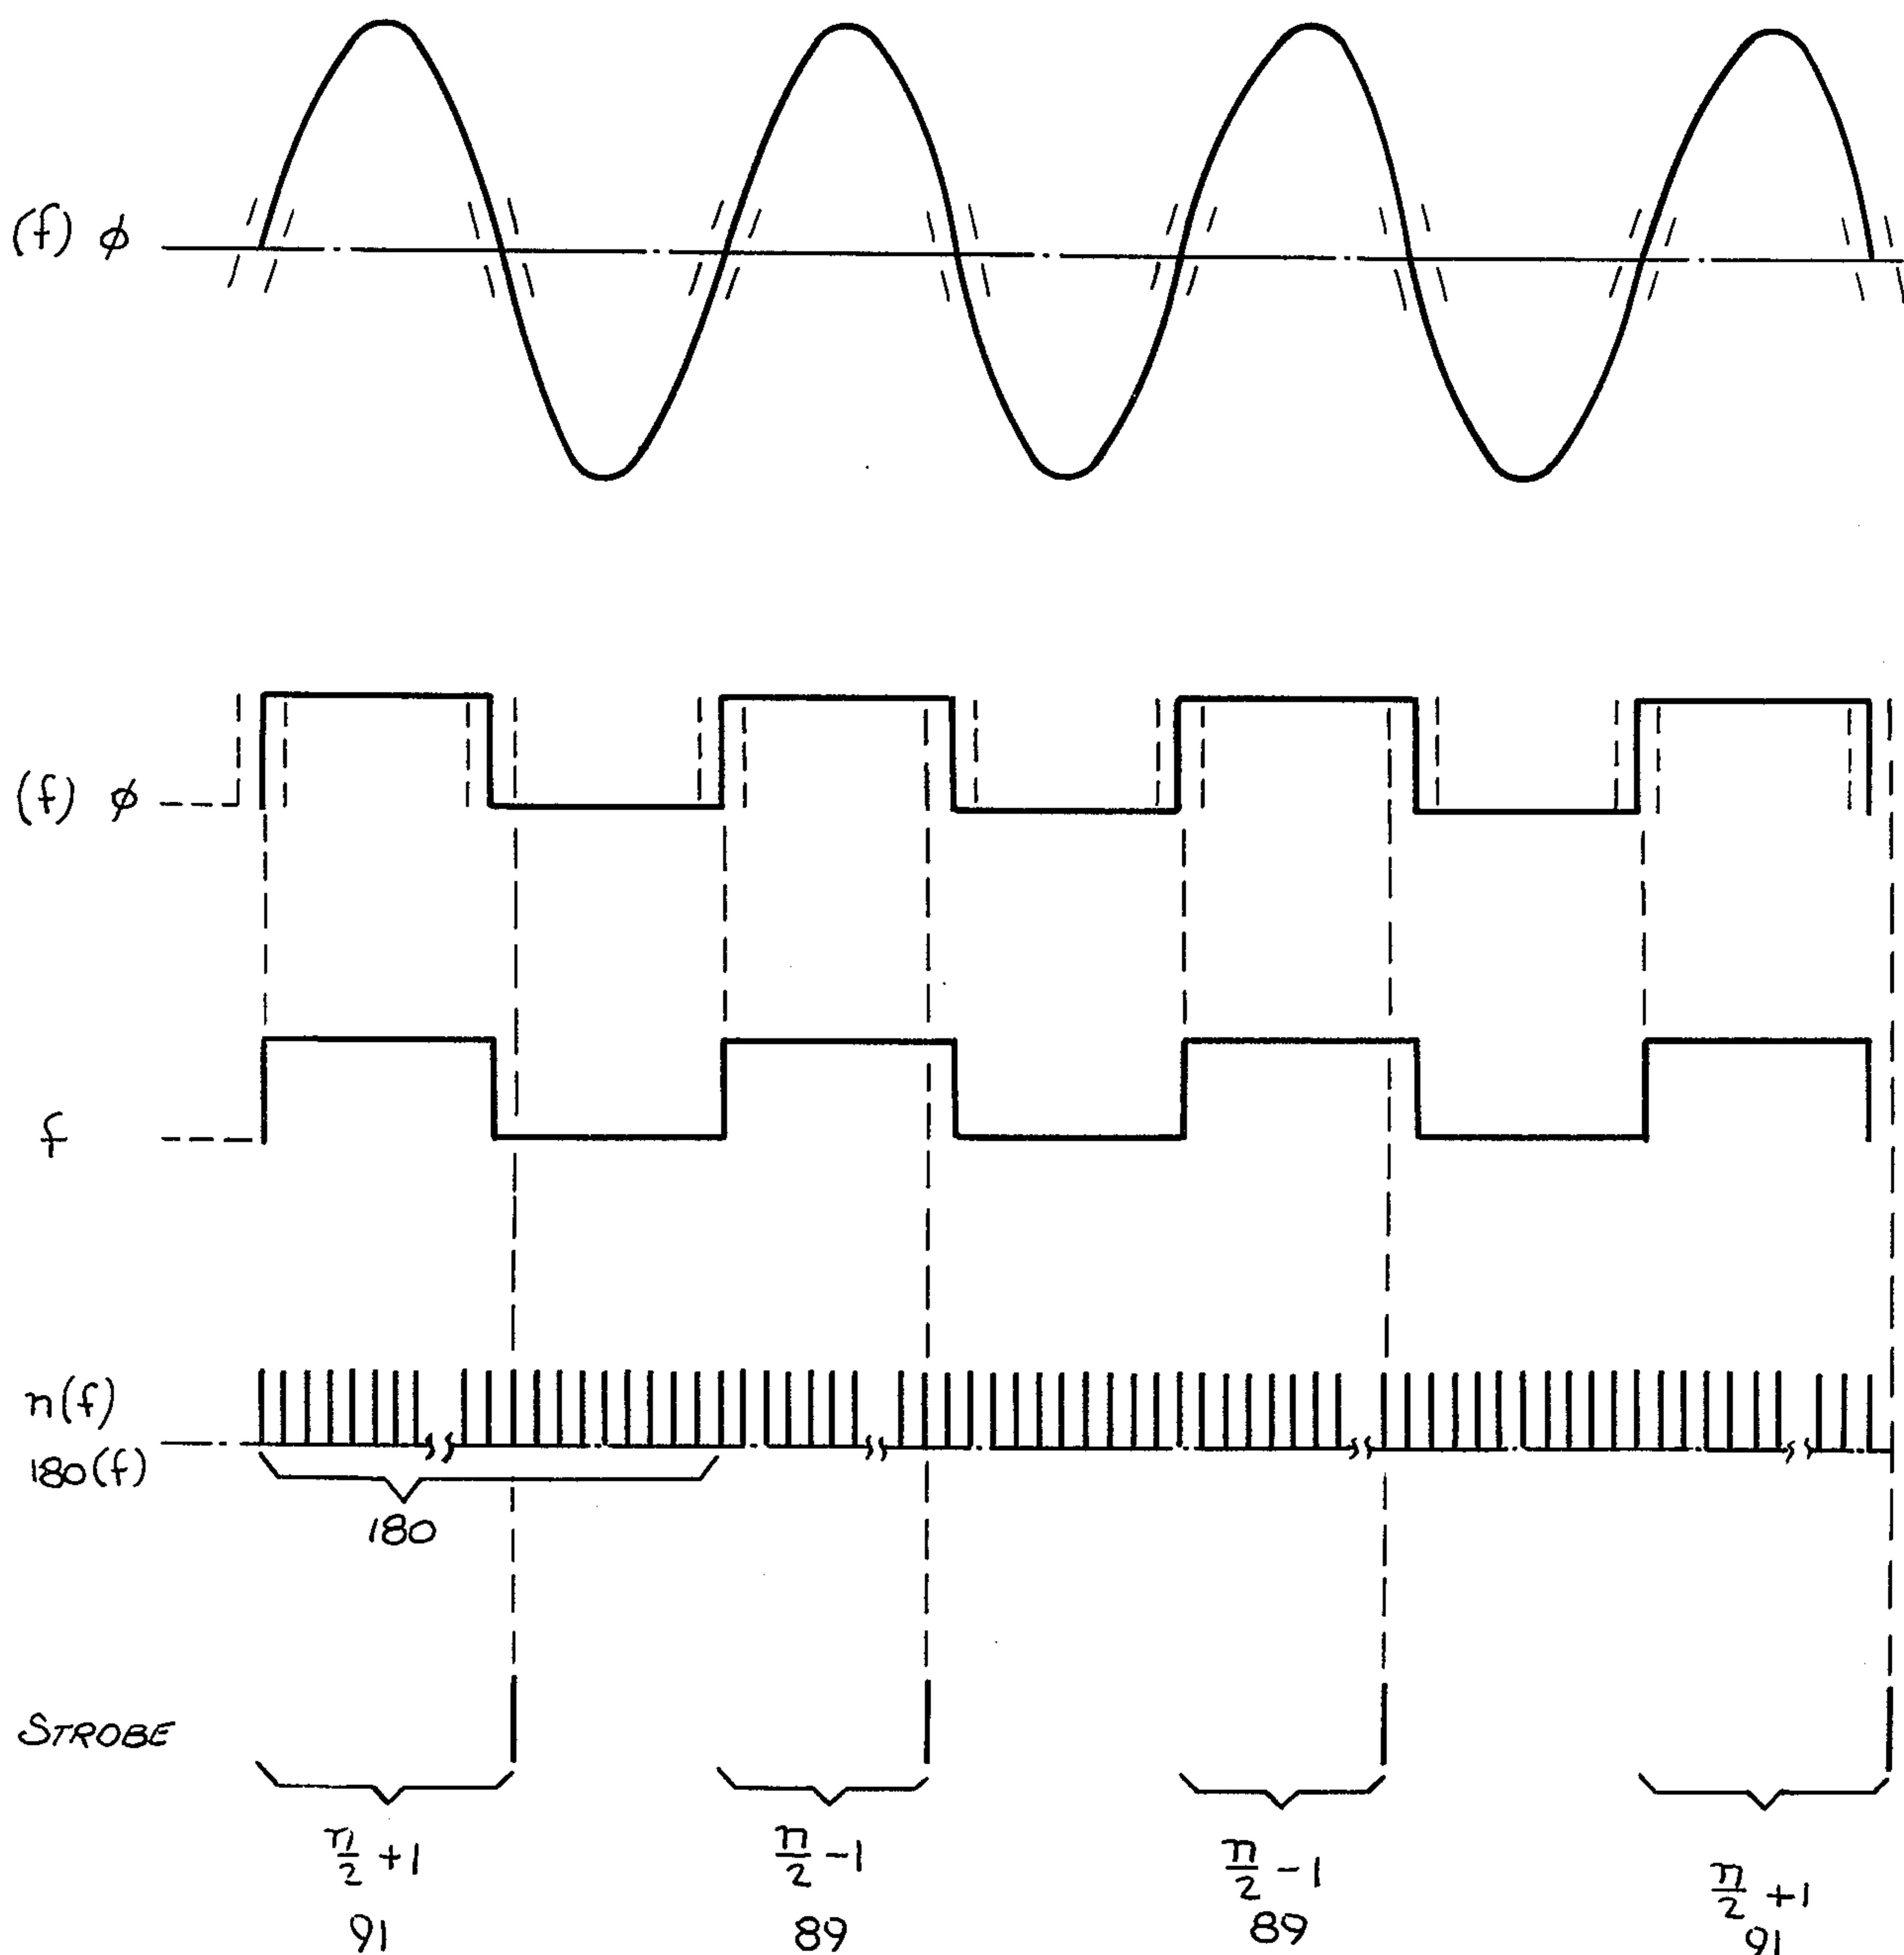 (f) ϕ
(f) ϕ
f
n(f)
180(f)
180
STROBE
n/2 +1
91
n/2 -1
89
n/2 -1
89
n/2 +1
91